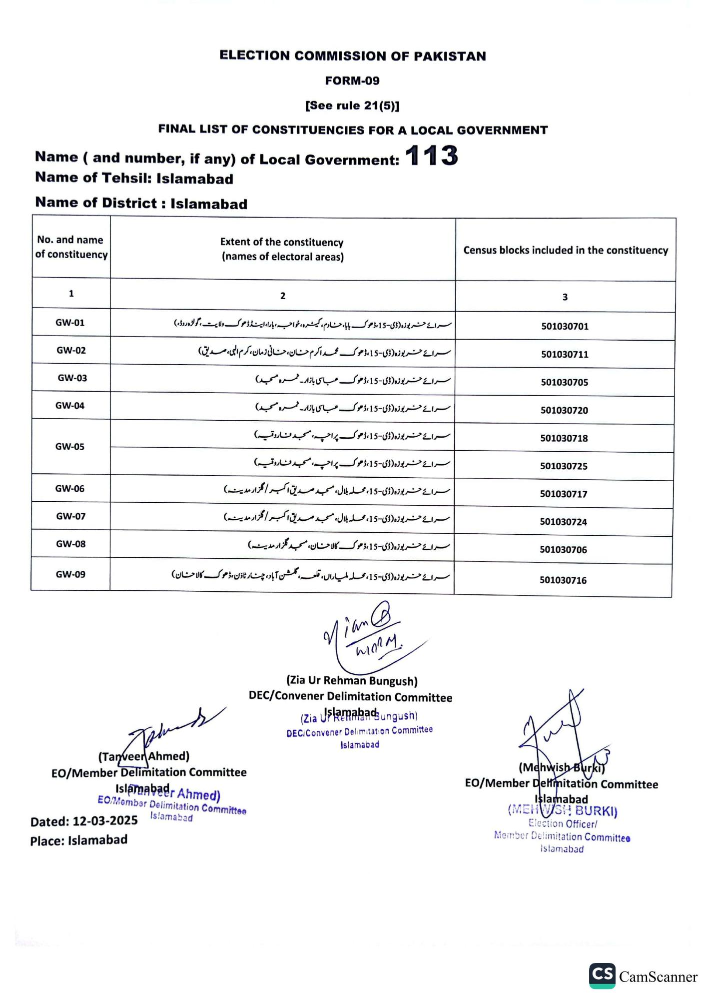 ELECTION COMMISSION OF PAKISTAN
FORM-09
[See rule 21(5)]
FINAL LIST OF CONSTITUENCIES FOR A LOCAL GOVERNMENT
Name ( and number, if any) of Local Government: 113
Name of Tehsil: Islamabad
Name of District : Islamabad
No. and name of constituency
Extent of the constituency (names of electoral areas)
Census blocks included in the constituency
1 2 3
GW-01 سرائے خربوزہ(ڈی-15،ڈھوک بابا، خادم، کیٹرہ، خواجہ، بارا، اینڈ ڈھوک ولایت، گولڑہ روڈ،) 501030701
GW-02 سرائے خربوزہ(ڈی-15،ڈھوک محمد اکرم خان، خانی زمان، کرم الہی، صدیق) 501030711
GW-03 سرائے خربوزہ(ڈی-15،ڈھوک عباسی بازار۔ ثمرہ مسجد) 501030705
GW-04 سرائے خربوزہ(ڈی-15،ڈھوک عباسی بازار۔ ثمرہ مسجد) 501030720
GW-05 سرائے خربوزہ(ڈی-15،ڈھوک پراچہ، مسجد فاروقیہ) 501030718
سرائے خربوزہ(ڈی-15،ڈھوک پراچہ، مسجد فاروقیہ) 501030725
GW-06 سرائے خربوزہ(ڈی-15، محلہ بلال، مسجد صدیق اکبر / گلزار مدینہ) 501030717
GW-07 سرائے خربوزہ(ڈی-15، محلہ بلال، مسجد صدیق اکبر / گلزار مدینہ) 501030724
GW-08 سرائے خربوزہ(ڈی-15،ڈھوک کالا خان، مسجد گلزار مدینہ) 501030706
GW-09 سرائے خربوزہ(ڈی-15، محلہ ملیاراں، قلعہ، گلشن آباد، چنار ٹاؤن، ڈھوک کالا خان) 501030716
(Zia Ur Rehman Bungush)
DEC/Convener Delimitation Committee
Islamabad
(Zia Ur Rehman Bungush)
DEC/Convener Delimitation Committee
Islamabad
(Tanveer Ahmed)
EO/Member Delimitation Committee
Islamabad
(Tanveer Ahmed)
EO/Member Delimitation Committee
Islamabad
(Mehwish Burki)
EO/Member Delimitation Committee
Islamabad
(MEHWISH BURKI)
Election Officer/
Member Delimitation Committee
Islamabad
Dated: 12-03-2025
Place: Islamabad
CS CamScanner